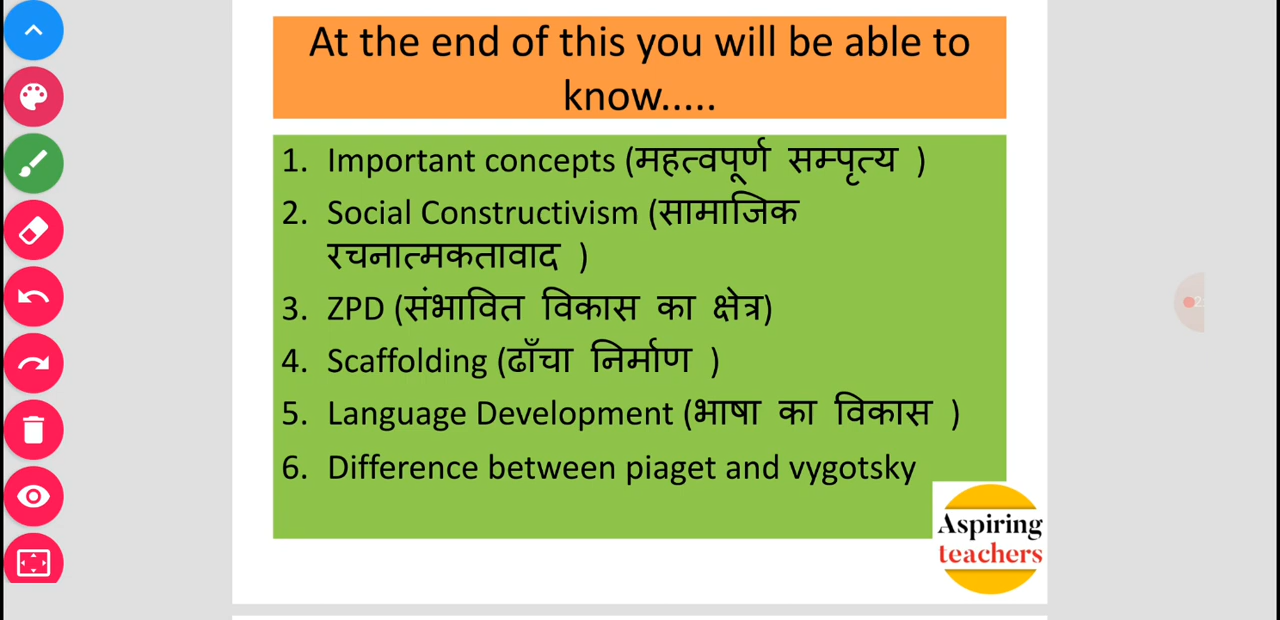 At the end of this you will be able to
know.....
1. Important concepts (महत्वपूर्ण सम्पृत्य )
2. Social Constructivism (सामाजिक
रचनात्मकतावाद )
3. ZPD (संभावित विकास का क्षेत्र)
4. Scaffolding (ढाँचा निर्माण )
5. Language Development (भाषा का विकास )
6. Difference between piaget and vygotsky
Aspiring
teachers